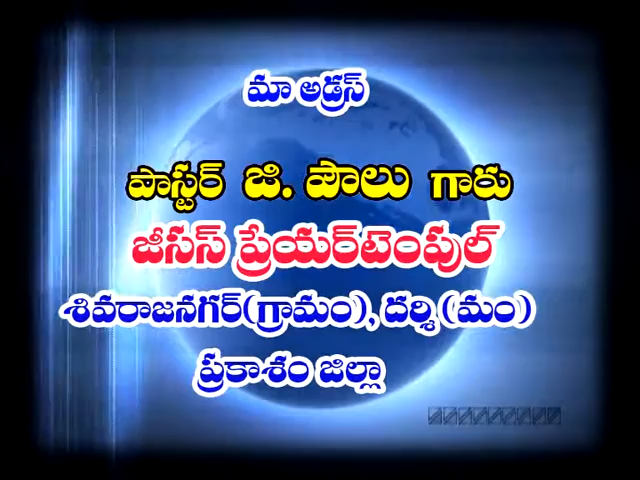 మా అడ్రస్
పాస్టర్ జి. పౌలు గారు
జీసస్ ప్రేయర్‌టెంపుల్
శివరాజనగర్(గ్రామం), దర్శి(మం)
ప్రకాశం జిల్లా